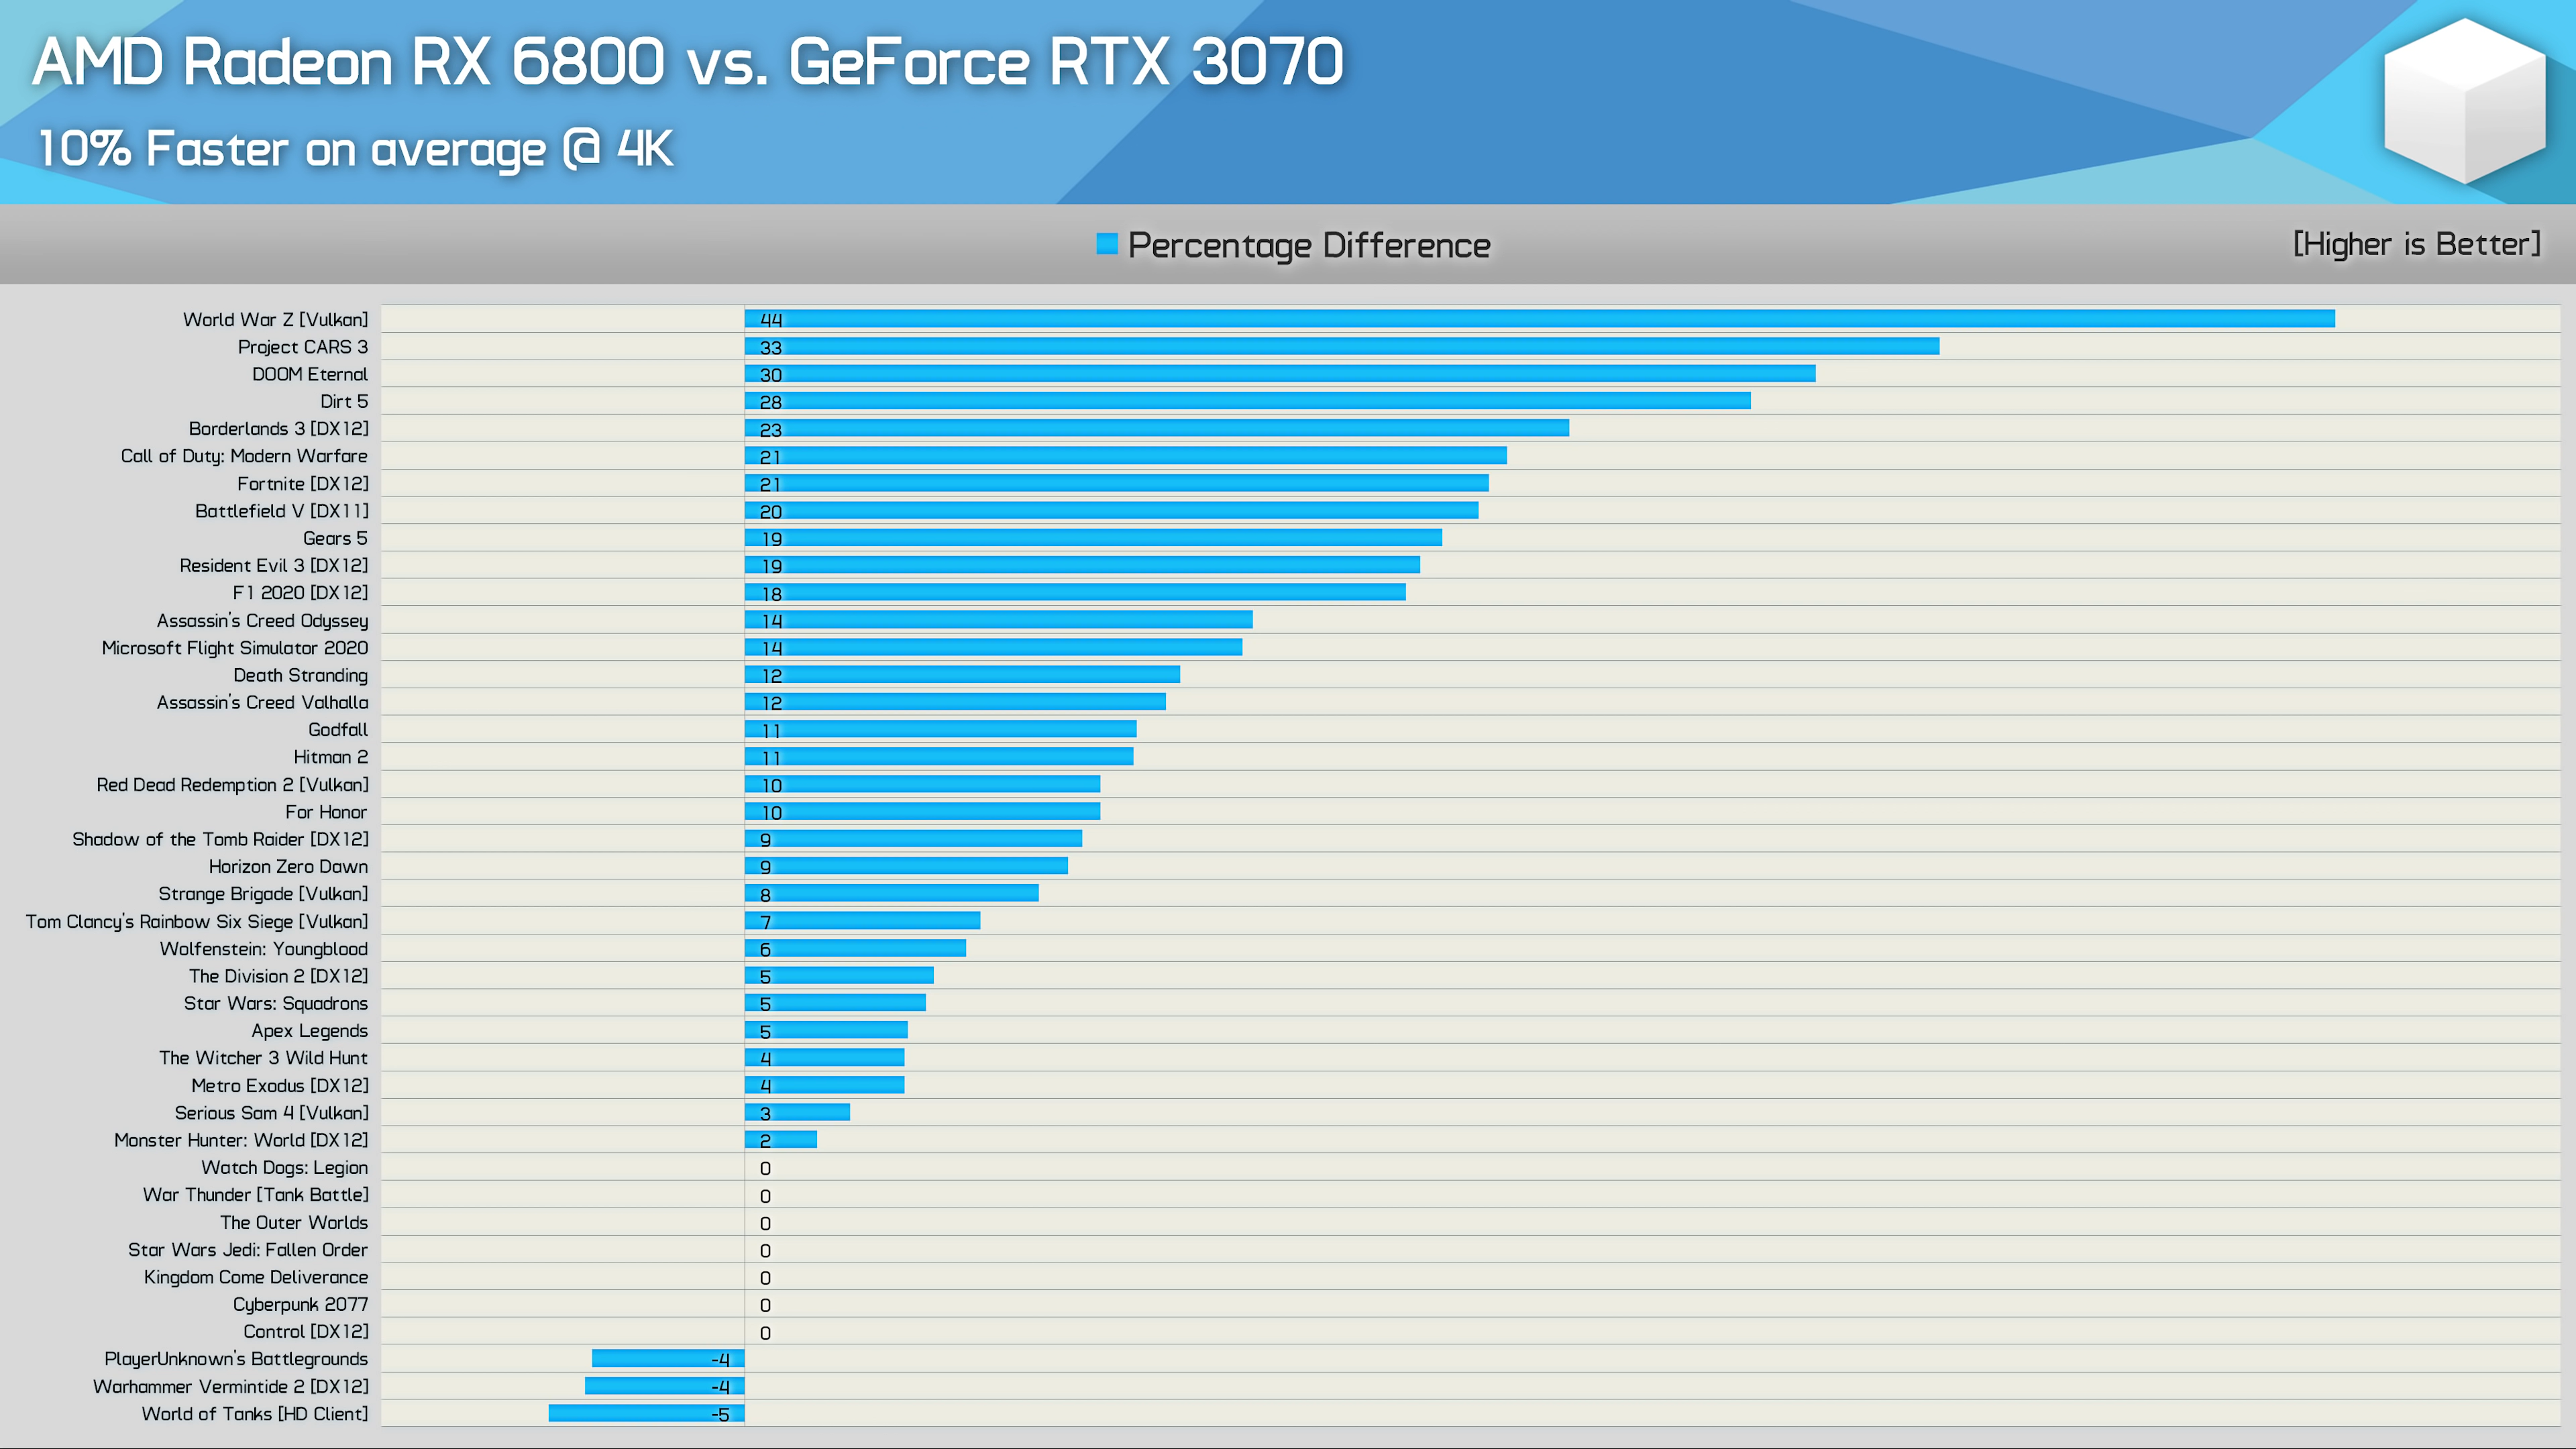 AMD Radeon RX 6800 vs. GeForce RTX 3070
10% Faster on average @ 4K
Percentage Difference
[Higher is Better]
World War Z [Vulkan] 44
Project CARS 3 33
DOOM Eternal 30
Dirt 5 28
Borderlands 3 [DX12] 23
Call of Duty: Modern Warfare 21
Fortnite [DX12] 21
Battlefield V [DX11] 20
Gears 5 19
Resident Evil 3 [DX12] 19
F1 2020 [DX12] 18
Assassin's Creed Odyssey 14
Microsoft Flight Simulator 2020 14
Death Stranding 12
Assassin's Creed Valhalla 12
Godfall 11
Hitman 2 11
Red Dead Redemption 2 [Vulkan] 10
For Honor 10
Shadow of the Tomb Raider [DX12] 9
Horizon Zero Dawn 9
Strange Brigade [Vulkan] 8
Tom Clancy's Rainbow Six Siege [Vulkan] 7
Wolfenstein: Youngblood 6
The Division 2 [DX12] 5
Star Wars: Squadrons 5
Apex Legends 5
The Witcher 3 Wild Hunt 4
Metro Exodus [DX12] 4
Serious Sam 4 [Vulkan] 3
Monster Hunter: World [DX12] 2
Watch Dogs: Legion 0
War Thunder [Tank Battle] 0
The Outer Worlds 0
Star Wars Jedi: Fallen Order 0
Kingdom Come Deliverance 0
Cyberpunk 2077 0
Control [DX12] 0
PlayerUnknown's Battlegrounds -4
Warhammer Vermintide 2 [DX12] -4
World of Tanks [HD Client] -5